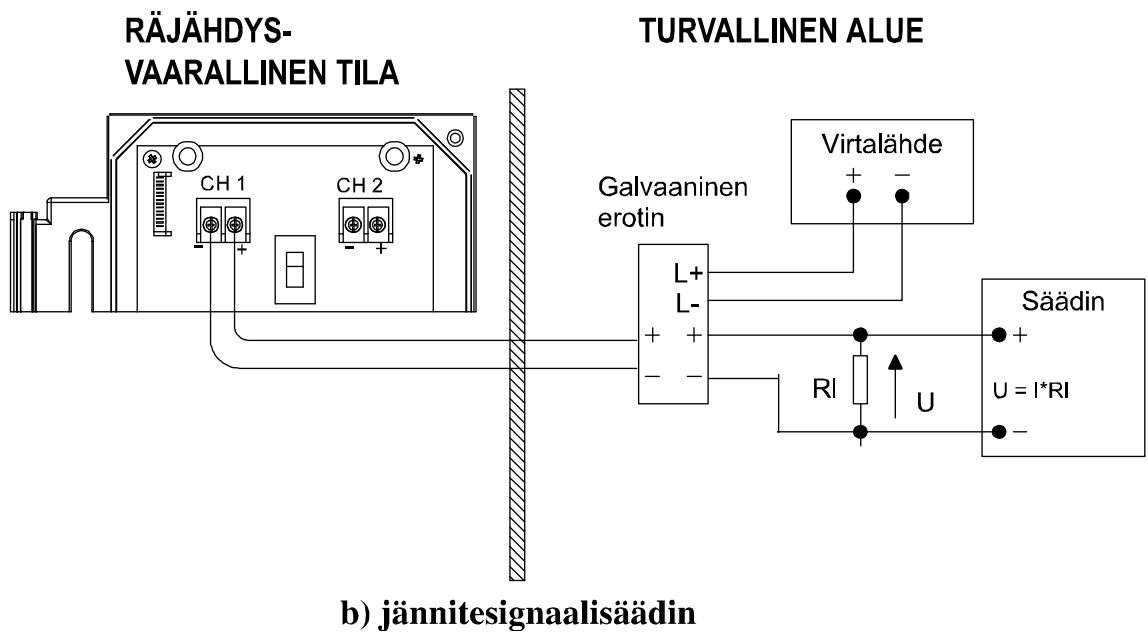 RÄJÄHDYS-
VAARALLINEN TILA
TURVALLINEN ALUE
CH 1
CH 2
- +
- +
Galvaaninen
erotin
Virtalähde
+ −
L+
L-
+ +
− −
RI
U
Säädin
+
U = I*RI
−
b) jännitesignaalisäädin